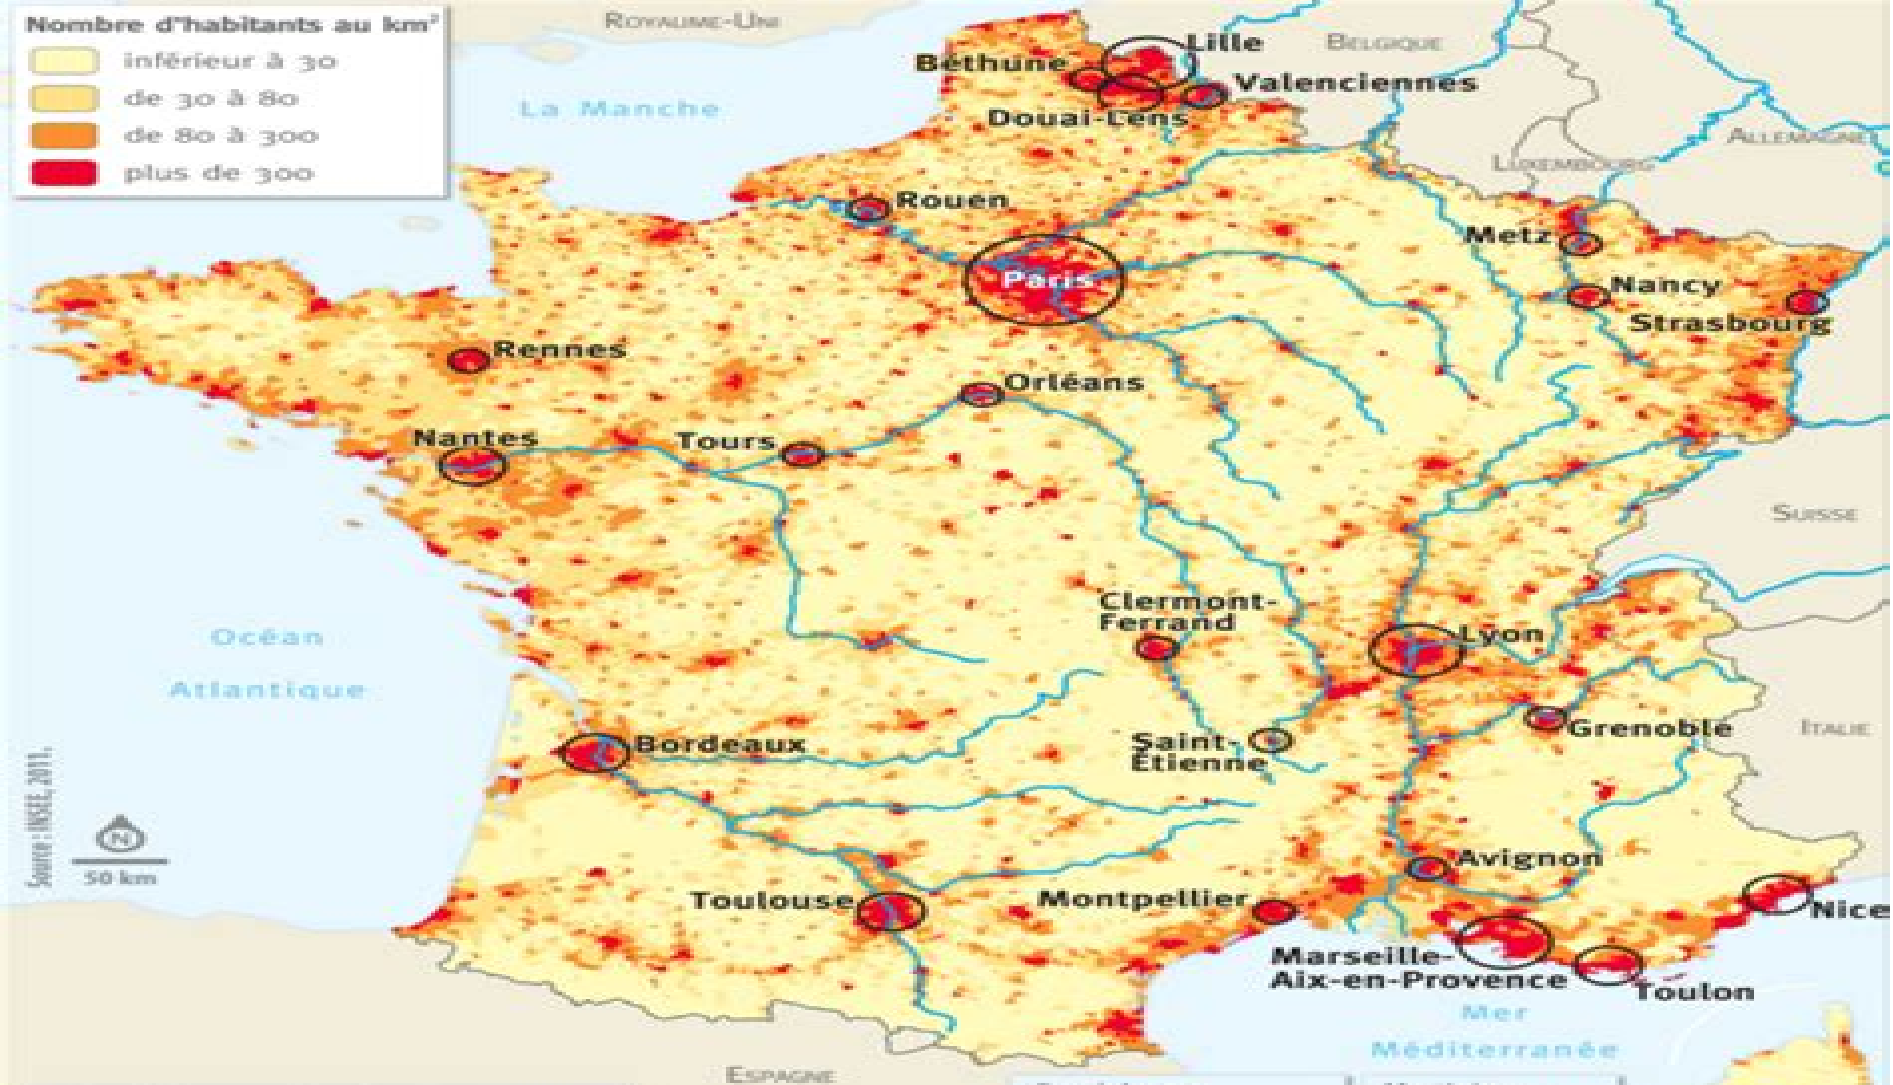 Nombre d'habitants au km²
inférieur à 30
de 30 à 80
de 80 à 300
plus de 300
ROYAUME-UNI
BELGIQUE
ALLEMAGNE
LUXEMBOURG
SUISSE
ITALIE
ESPAGNE
La Manche
Océan
Atlantique
Mer
Méditerranée
Lille
Béthune
Valenciennes
Douai-Lens
Rouen
Metz
Paris
Nancy
Strasbourg
Rennes
Orléans
Nantes
Tours
Clermont-
Ferrand
Lyon
Bordeaux
Saint-
Étienne
Grenoble
Avignon
Toulouse
Montpellier
Nice
Marseille-
Aix-en-Provence
Toulon
Source : INSEE, 2011.
N
50 km